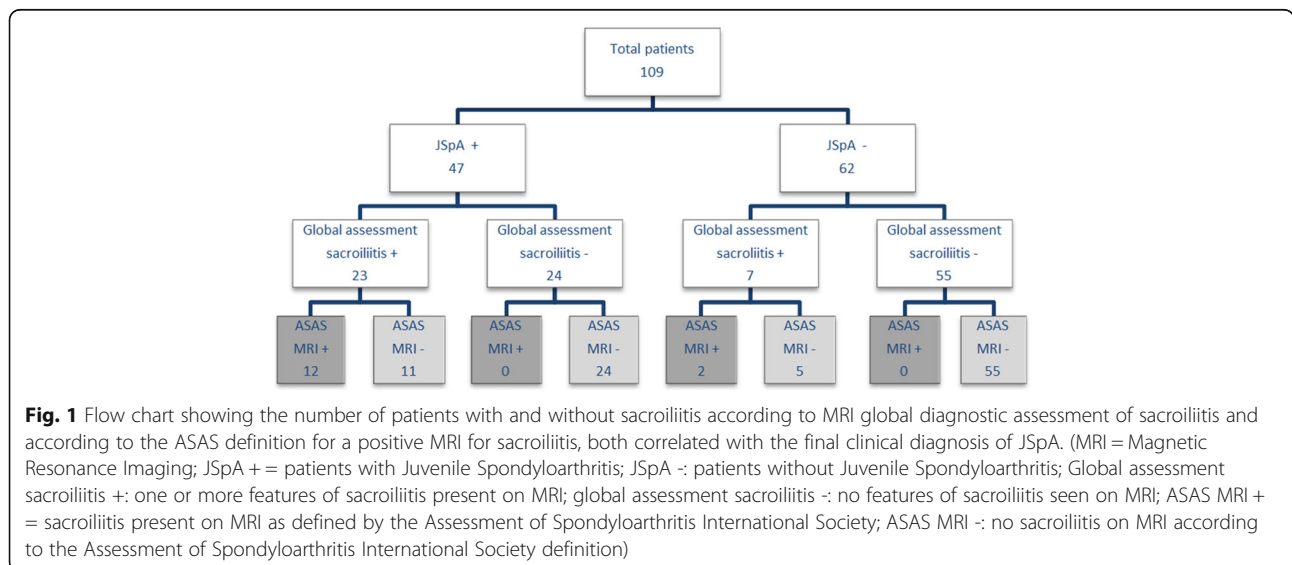 Total patients
109
JSpA +
47
JSpA -
62
Global assessment
sacroiliitis +
23
Global assessment
sacroiliitis -
24
Global assessment
sacroliitis +
7
Global assessment
sacroiliitis -
55
ASAS
MRI +
12
ASAS
MRI -
11
ASAS
MRI +
0
ASAS
MRI -
24
ASAS
MRI +
2
ASAS
MRI -
5
ASAS
MRI +
0
ASAS
MRI -
55
Fig. 1 Flow chart showing the number of patients with and without sacroiliitis according to MRI global diagnostic assessment of sacroiliitis and
according to the ASAS definition for a positive MRI for sacroiliitis, both correlated with the final clinical diagnosis of JSpA. (MRI = Magnetic
Resonance Imaging; JSpA + = patients with Juvenile Spondyloarthritis; JSpA -: patients without Juvenile Spondyloarthritis; Global assessment
sacroiliitis +: one or more features of sacroiliitis present on MRI; global assessment sacroiliitis -: no features of sacroiliitis seen on MRI; ASAS MRI +
= sacroiliitis present on MRI as defined by the Assessment of Spondyloarthritis International Society; ASAS MRI -: no sacroiliitis on MRI according
to the Assessment of Spondyloarthritis International Society definition)